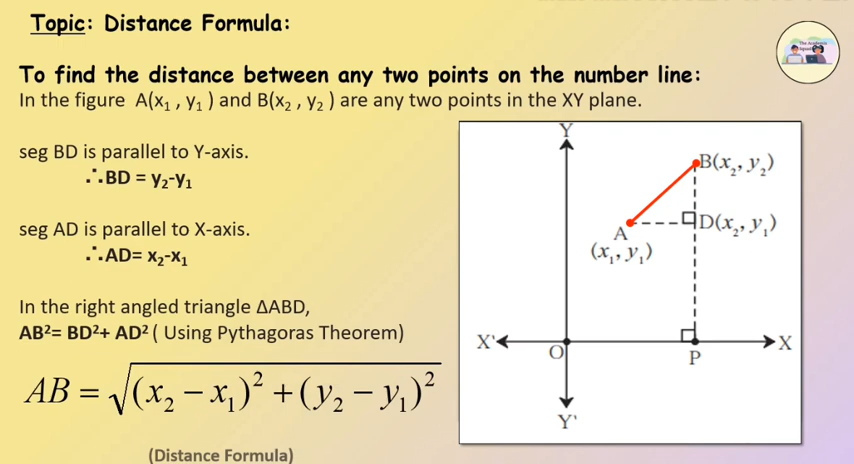 Topic: Distance Formula:
The Academic Squad
To find the distance between any two points on the number line:
In the figure A(x₁ , y₁ ) and B(x₂ , y₂ ) are any two points in the XY plane.
seg BD is parallel to Y-axis.
∴BD = y₂-y₁
seg AD is parallel to X-axis.
∴AD= x₂-x₁
In the right angled triangle ΔABD,
AB²= BD²+ AD² ( Using Pythagoras Theorem)
AB = √((x₂ − x₁)² + (y₂ − y₁)²)
(Distance Formula)
Y
B(x₂, y₂)
D(x₂, y₁)
A
(x₁, y₁)
X'
X
O
P
Y'